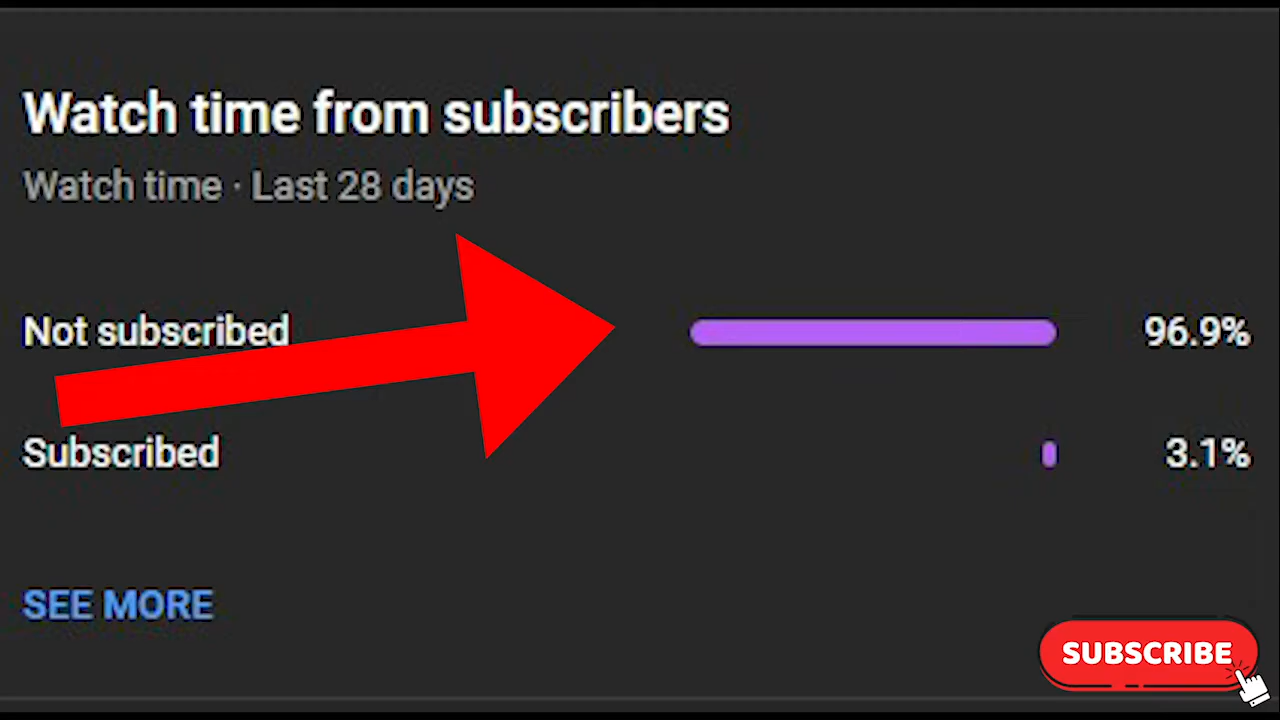 Watch time from subscribers
Watch time · Last 28 days
Not subscribed 96.9%
Subscribed 3.1%
SEE MORE
SUBSCRIBE